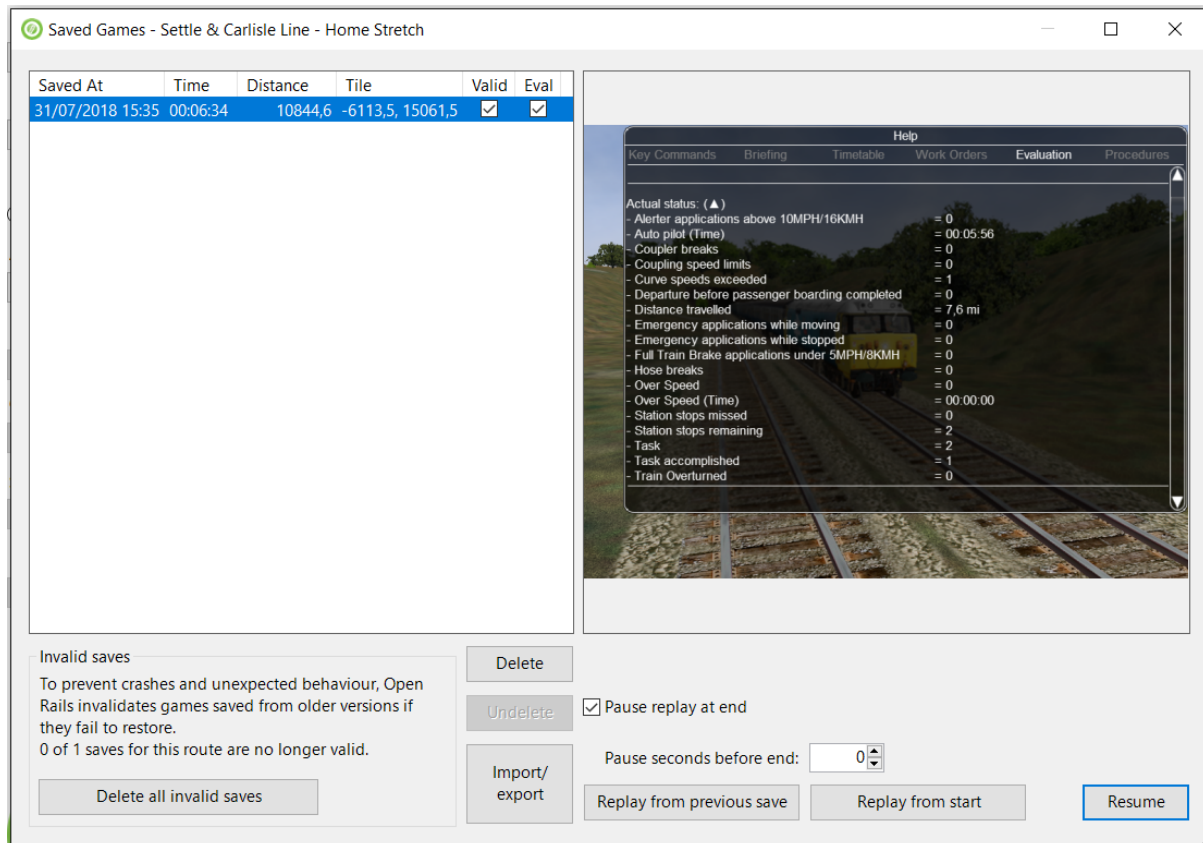 Saved Games - Settle & Carlisle Line - Home Stretch
Saved At Time Distance Tile Valid Eval
31/07/2018 15:35 00:06:34 10844,6 -6113,5, 15061,5
Help
Key Commands Briefing Timetable Work Orders Evaluation Procedures
Actual status: (▲)
- Alerter applications above 10MPH/16KMH = 0
- Auto pilot (Time) = 00:05:56
- Coupler breaks = 0
- Coupling speed limits = 0
- Curve speeds exceeded = 1
- Departure before passenger boarding completed = 0
- Distance travelled = 7,6 mi
- Emergency applications while moving = 0
- Emergency applications while stopped = 0
- Full Train Brake applications under 5MPH/8KMH = 0
- Hose breaks = 0
- Over Speed = 0
- Over Speed (Time) = 00:00:00
- Station stops missed = 0
- Station stops remaining = 2
- Task = 2
- Task accomplished = 1
- Train Overturned = 0
Invalid saves
To prevent crashes and unexpected behaviour, Open
Rails invalidates games saved from older versions if
they fail to restore.
0 of 1 saves for this route are no longer valid.
Delete all invalid saves
Delete
Undelete
Import/
export
Pause replay at end
Pause seconds before end: 0
Replay from previous save Replay from start Resume